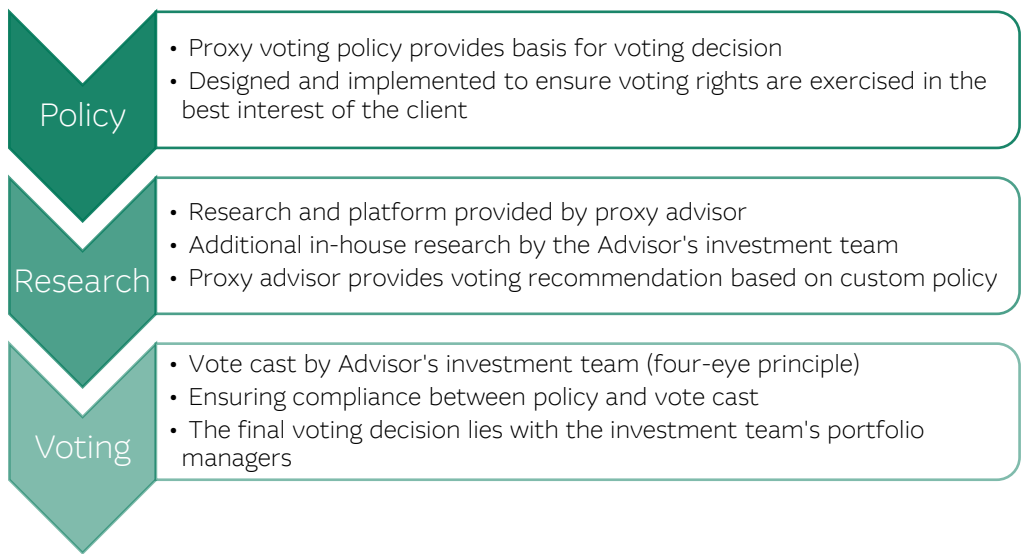 Policy
• Proxy voting policy provides basis for voting decision
• Designed and implemented to ensure voting rights are exercised in the
best interest of the client
Research
• Research and platform provided by proxy advisor
• Additional in-house research by the Advisor's investment team
• Proxy advisor provides voting recommendation based on custom policy
Voting
• Vote cast by Advisor's investment team (four-eye principle)
• Ensuring compliance between policy and vote cast
• The final voting decision lies with the investment team's portfolio
managers